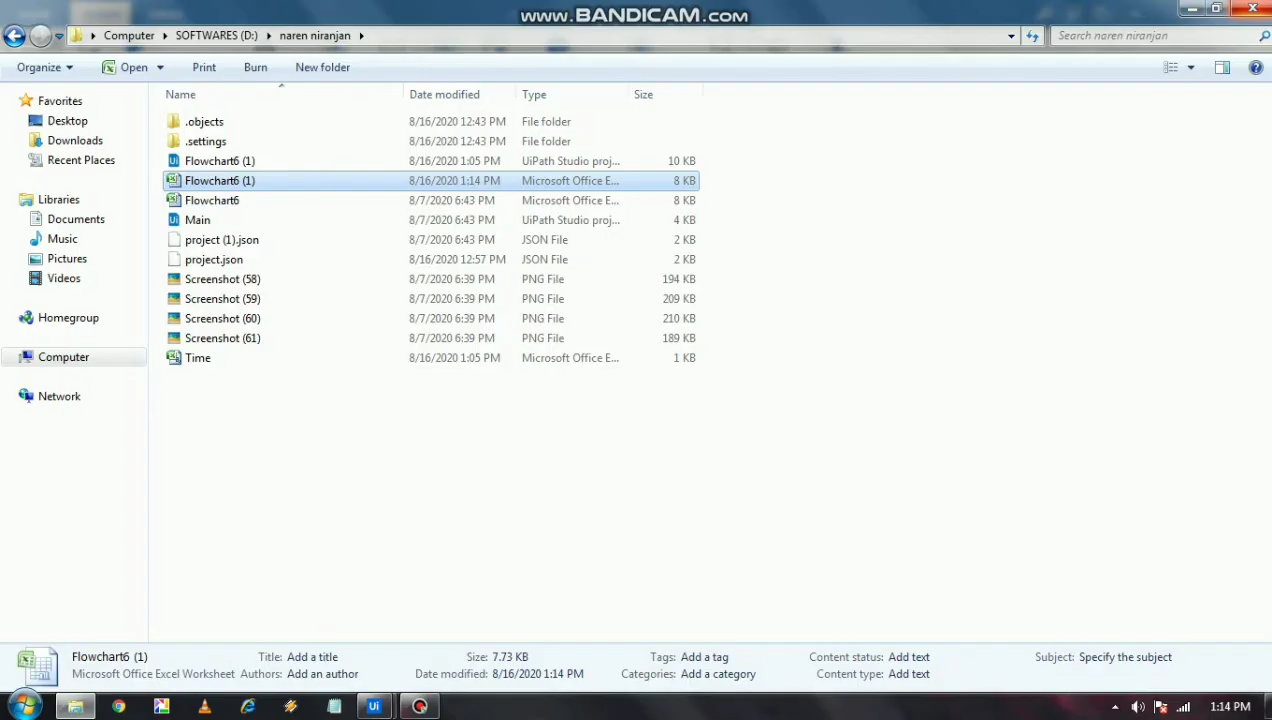 www.BANDICAM.com
Computer SOFTWARES (D:) naren niranjan Search naren niranjan
Organize Open Print Burn New folder
Name Date modified Type Size
Favorites
Desktop
Downloads
Recent Places
Libraries
Documents
Music
Pictures
Videos
Homegroup
Computer
Network
.objects 8/16/2020 12:43 PM File folder
.settings 8/16/2020 12:43 PM File folder
Flowchart6 (1) 8/16/2020 1:05 PM UiPath Studio proj... 10 KB
Flowchart6 (1) 8/16/2020 1:14 PM Microsoft Office E... 8 KB
Flowchart6 8/7/2020 6:43 PM Microsoft Office E... 8 KB
Main 8/7/2020 6:43 PM UiPath Studio proj... 4 KB
project (1).json 8/7/2020 6:43 PM JSON File 2 KB
project.json 8/16/2020 12:57 PM JSON File 2 KB
Screenshot (58) 8/7/2020 6:39 PM PNG File 194 KB
Screenshot (59) 8/7/2020 6:39 PM PNG File 209 KB
Screenshot (60) 8/7/2020 6:39 PM PNG File 210 KB
Screenshot (61) 8/7/2020 6:39 PM PNG File 189 KB
Time 8/16/2020 1:05 PM Microsoft Office E... 1 KB
Flowchart6 (1) Title: Add a title Size: 7.73 KB Tags: Add a tag Content status: Add text Subject: Specify the subject
Microsoft Office Excel Worksheet Authors: Add an author Date modified: 8/16/2020 1:14 PM Categories: Add a category Content type: Add text
Ui 1:14 PM